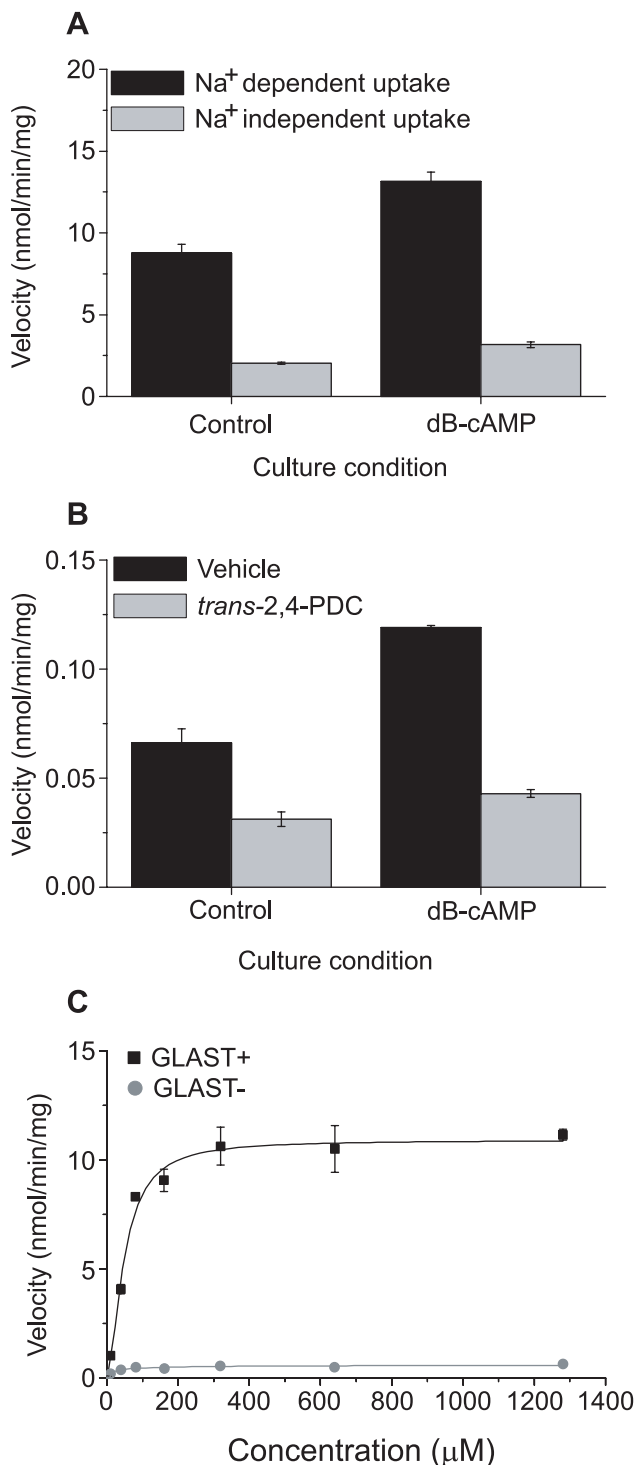 A
20
Na+ dependent uptake
Na+ independent uptake
15
10
5
0
Velocity (nmol/min/mg)
Control
dB-cAMP
Culture condition
B
0.15
Vehicle
trans-2,4-PDC
0.10
0.05
0.00
Velocity (nmol/min/mg)
Control
dB-cAMP
Culture condition
C
15
GLAST+
GLAST-
10
5
0
Velocity (nmol/min/mg)
0 200 400 600 800 1000 1200 1400
Concentration (μM)